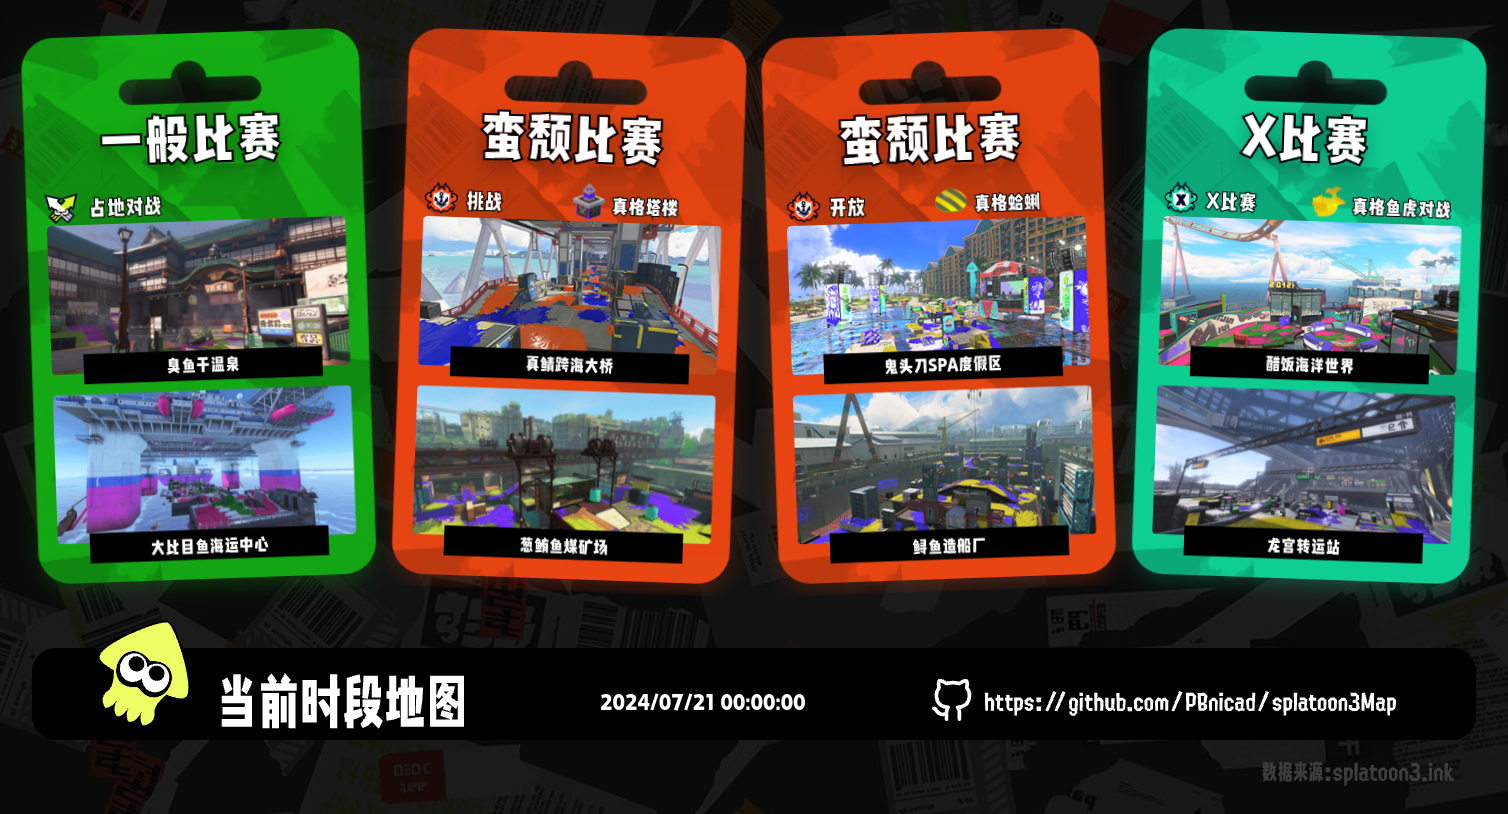 一般比赛
占地对战
臭鱼干温泉
大比目鱼海运中心
蛮颓比赛
挑战
真格塔楼
真鲭跨海大桥
葱鲔鱼煤矿场
蛮颓比赛
开放
真格蛤蜊
鬼头刀SPA度假区
鲟鱼造船厂
X比赛
X比赛
真格鱼虎对战
醋饭海洋世界
龙宫转运站
当前时段地图
2024/07/21 00:00:00
https://github.com/PBnicad/splatoon3Map
数据来源:splatoon3.ink